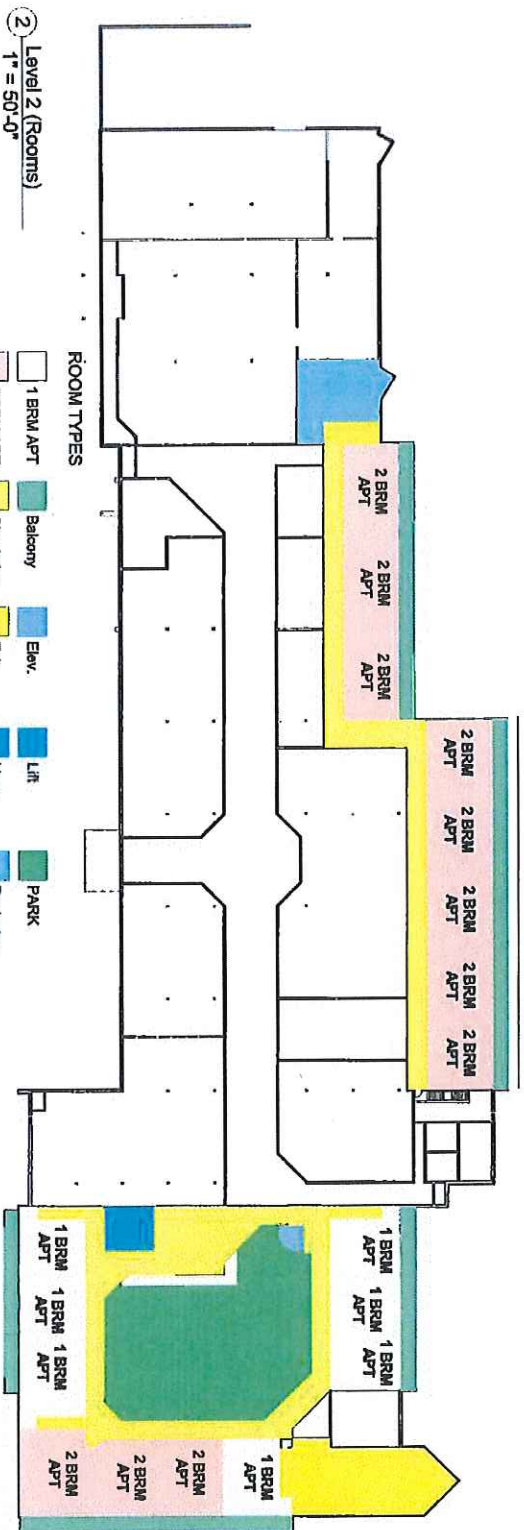 2 Level 2 (Rooms)
1" = 50'-0"
ROOM TYPES
1 BRM APT
Balcony
Elev.
Lift
PARK
2 BRM
APT
2 BRM
APT
2 BRM
APT
2 BRM
APT
2 BRM
APT
2 BRM
APT
2 BRM
APT
2 BRM
APT
1 BRM
APT
1 BRM
APT
1 BRM
APT
1 BRM
APT
1 BRM
APT
1 BRM
APT
2 BRM
APT
2 BRM
APT
2 BRM
APT
1 BRM
APT